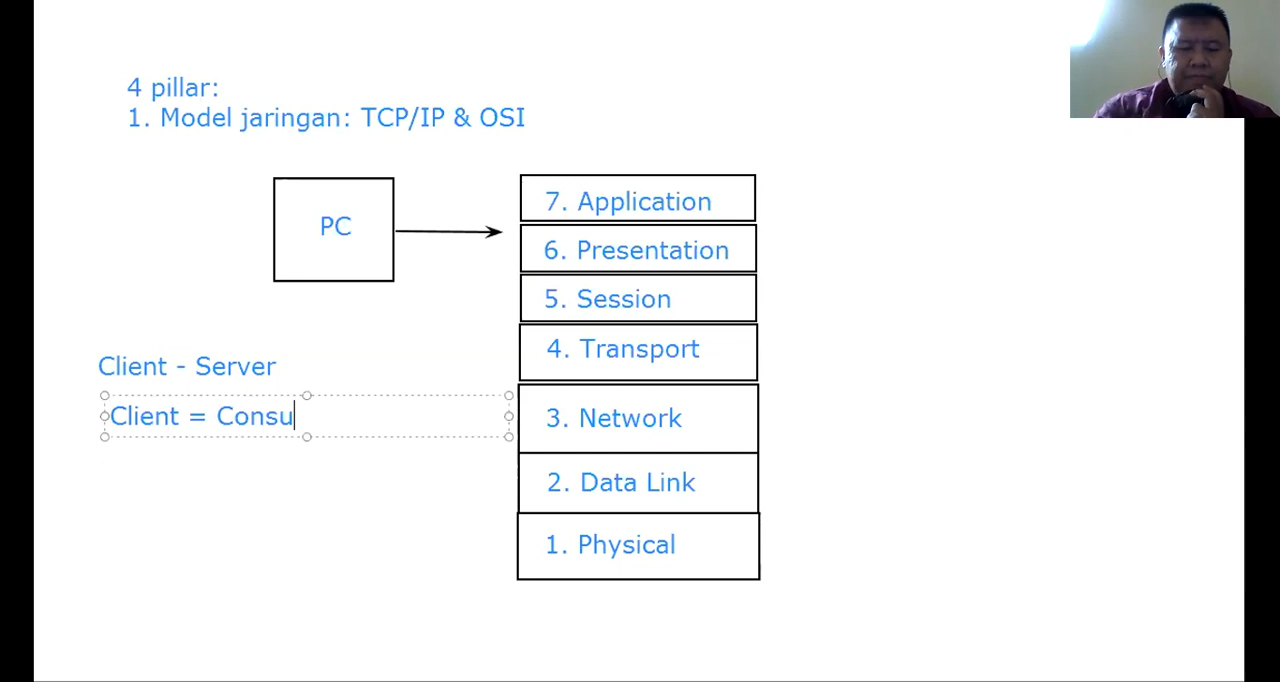 4 pillar:
1. Model jaringan: TCP/IP & OSI
PC
7. Application
6. Presentation
5. Session
4. Transport
3. Network
2. Data Link
1. Physical
Client - Server
Client = Consu